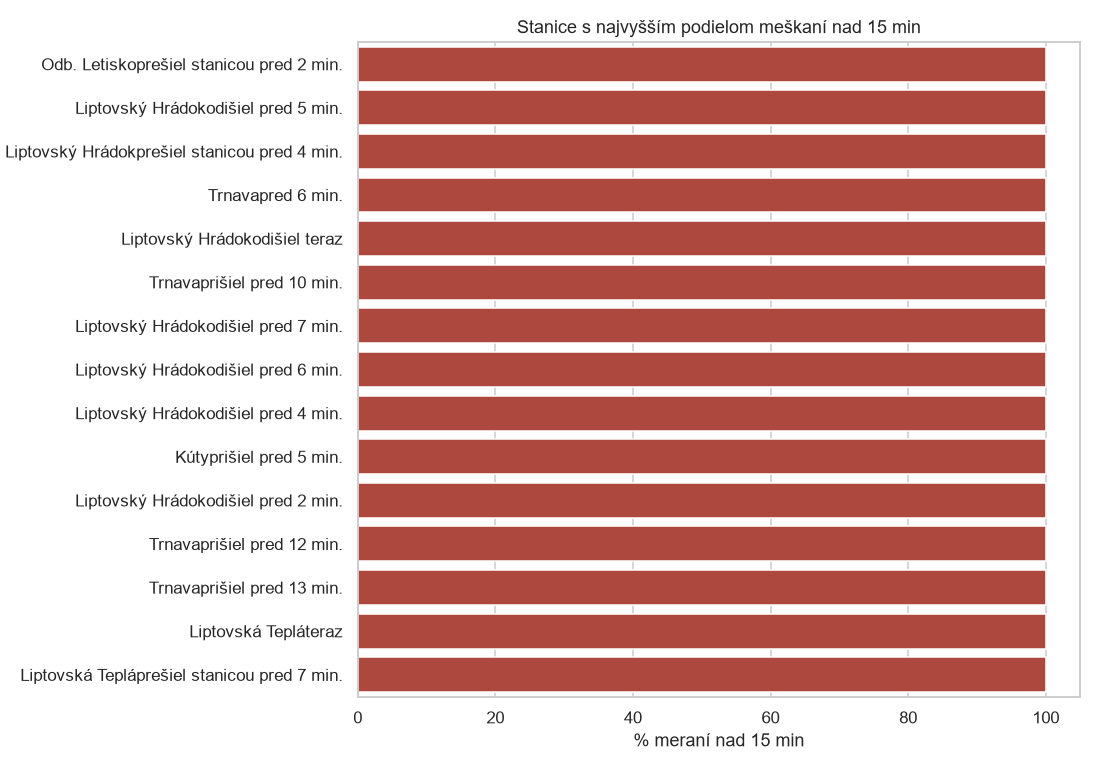 Stanice s najvyšším podielom meškaní nad 15 min
Odb. Letiskoprešiel stanicou pred 2 min.
Liptovský Hrádokodišiel pred 5 min.
Liptovský Hrádokprešiel stanicou pred 4 min.
Trnavapred 6 min.
Liptovský Hrádokodišiel teraz
Trnavaprišiel pred 10 min.
Liptovský Hrádokodišiel pred 7 min.
Liptovský Hrádokodišiel pred 6 min.
Liptovský Hrádokodišiel pred 4 min.
Kútyprišiel pred 5 min.
Liptovský Hrádokodišiel pred 2 min.
Trnavaprišiel pred 12 min.
Trnavaprišiel pred 13 min.
Liptovská Tepláteraz
Liptovská Tepláprešiel stanicou pred 7 min.
0 20 40 60 80 100
% meraní nad 15 min